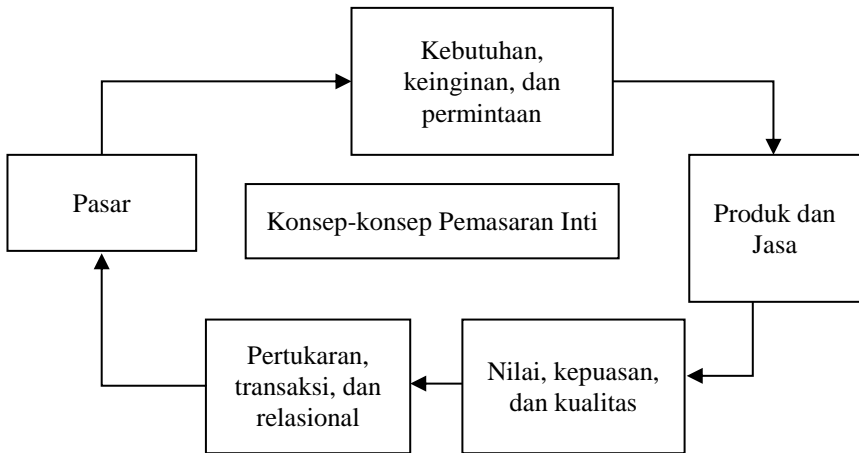 Kebutuhan,
keinginan, dan
permintaan
Pasar
Konsep-konsep Pemasaran Inti
Produk dan
Jasa
Pertukaran,
transaksi, dan
relasional
Nilai, kepuasan,
dan kualitas